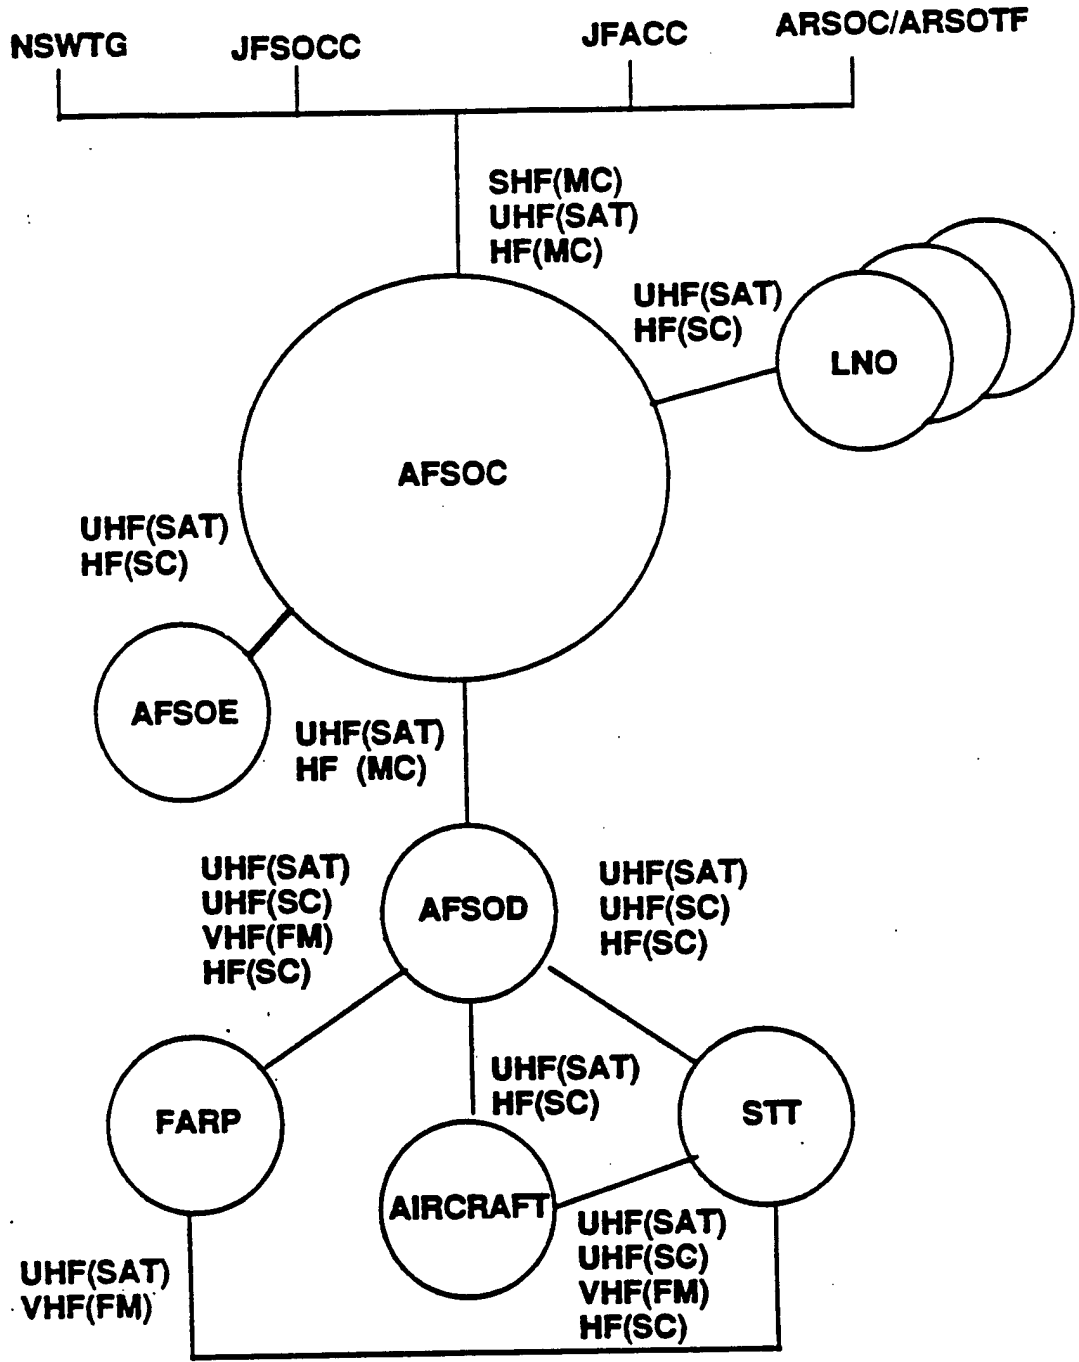 NSWTG
JFSOCC
JFACC
ARSOC/ARSOTF
SHF(MC)
UHF(SAT)
HF(MC)
UHF(SAT)
HF(SC)
LNO
AFSOC
UHF(SAT)
HF(SC)
AFSOE
UHF(SAT)
HF (MC)
AFSOD
UHF(SAT)
UHF(SC)
VHF(FM)
HF(SC)
UHF(SAT)
UHF(SC)
HF(SC)
FARP
UHF(SAT)
HF(SC)
STT
AIRCRAFT
UHF(SAT)
UHF(SC)
VHF(FM)
HF(SC)
UHF(SAT)
VHF(FM)